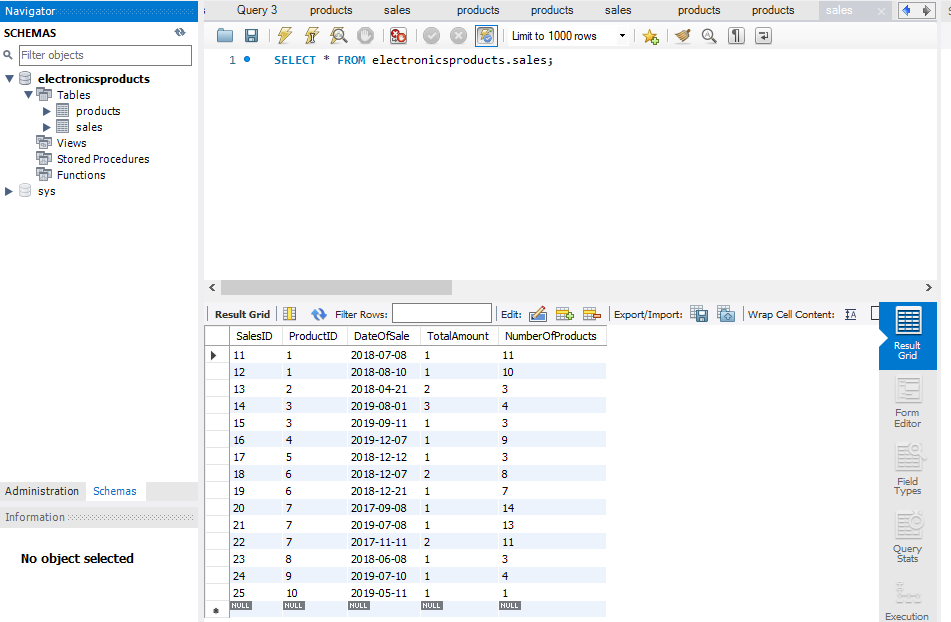 Navigator
SCHEMAS
Filter objects
electronicsproducts
Tables
products
sales
Views
Stored Procedures
Functions
sys
Administration Schemas
Information
No object selected
Query 3 products sales products products sales products products sales
Limit to 1000 rows
1 SELECT * FROM electronicsproducts.sales;
Result Grid Filter Rows: Edit: Export/Import: Wrap Cell Content: IA
SalesID ProductID DateOfSale TotalAmount NumberOfProducts
11 1 2018-07-08 1 11
12 1 2018-08-10 1 10
13 2 2018-04-21 2 3
14 3 2019-08-01 3 4
15 3 2019-09-11 1 3
16 4 2019-12-07 1 9
17 5 2018-12-12 1 3
18 6 2018-12-07 2 8
19 6 2018-12-21 1 7
20 7 2017-09-08 1 14
21 7 2019-07-08 1 13
22 7 2017-11-11 2 11
23 8 2018-06-08 1 3
24 9 2019-07-10 1 4
25 10 2019-05-11 1 1
NULL NULL NULL NULL NULL
Result
Grid
Form
Editor
Field
Types
Query
Stats
Execution